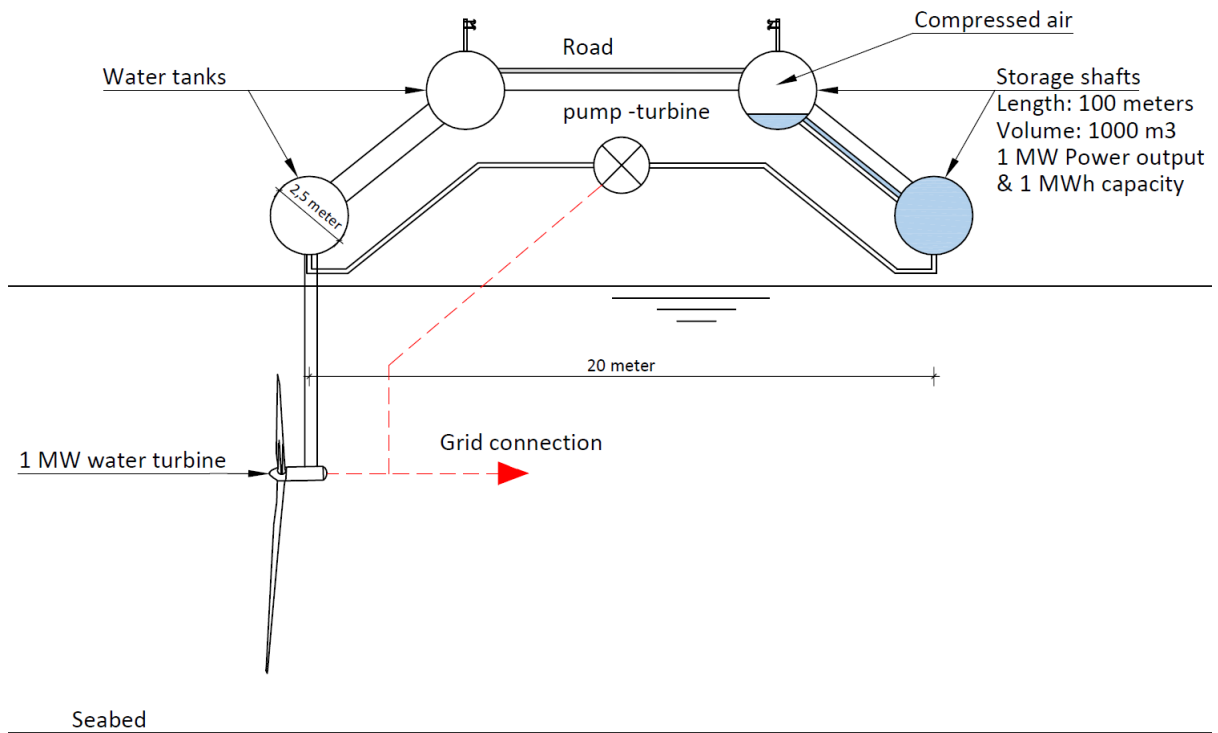 Compressed air
Road
Water tanks
Storage shafts
Length: 100 meters
Volume: 1000 m3
1 MW Power output
& 1 MWh capacity
pump -turbine
2,5 meter
20 meter
Grid connection
1 MW water turbine
Seabed